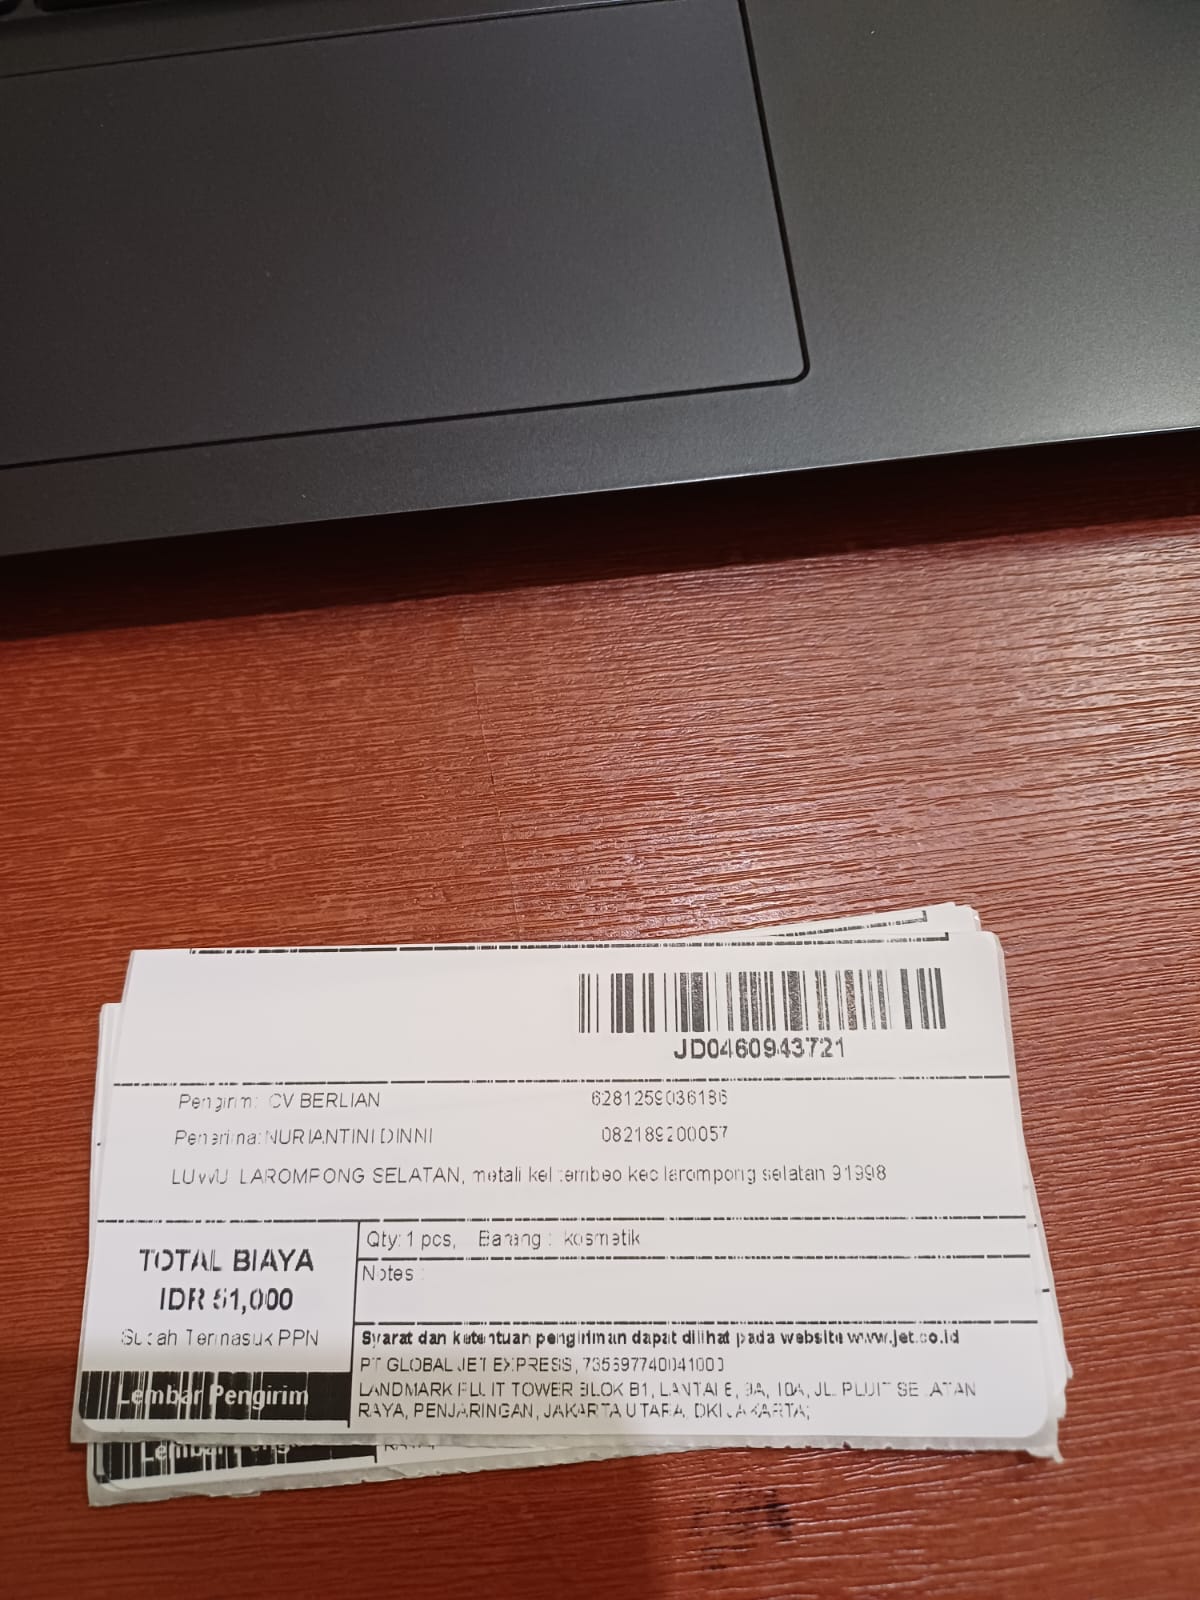 JD0460943721
Pengirim: CV BERLIAN 6281259036186
Penerima: NURIANTINI DINNI 082189200057
LUWU LAROMPONG SELATAN, metali kel temboo kec larompong selatan 91998
Qty: 1 pcs, Barang : kosmetik
TOTAL BIAYA
Notes :
IDR 51,000
Sudah Termasuk PPN
Syarat dan ketentuan pengiriman dapat dilihat pada website www.jet.co.id
PT GLOBAL JET EXPRESS, 735697740041000
Lembar Pengirim
LANDMARK PLUIT TOWER BLOK B1, LANTAI 8, 9A, 10A, JL. PLUIT SELATAN
RAYA, PENJARINGAN, JAKARTA UTARA, DKI JAKARTA,
Lembar